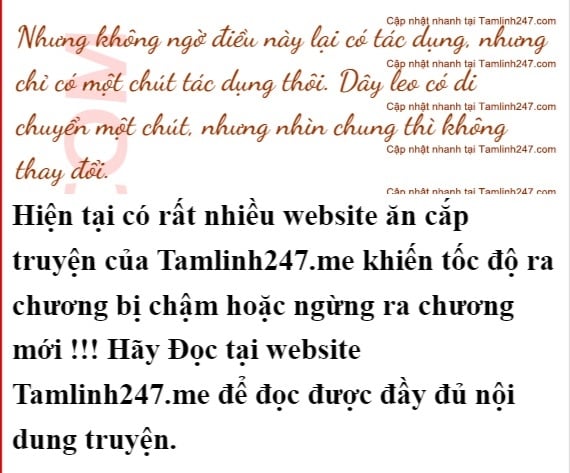 Cập nhật nhanh tại Tamlinh247.com
Nhưng không ngờ điều này lại có tác dụng, nhưng
Cập nhật nhanh tại Tamlinh247.com
chỉ có một chút tác dụng thôi. Dây leo có di
Cập nhật nhanh tại Tamlinh247.com
chuyển một chút, nhưng nhìn chung thì không
Cập nhật nhanh tại Tamlinh247.com
thay đổi.
Cập nhật nhanh tại Tamlinh247.com
Hiện tại có rất nhiều website ăn cắp
truyện của Tamlinh247.me khiến tốc độ ra
chương bị chậm hoặc ngừng ra chương
mới !!! Hãy Đọc tại website
Tamlinh247.me để đọc được đầy đủ nội
dung truyện.